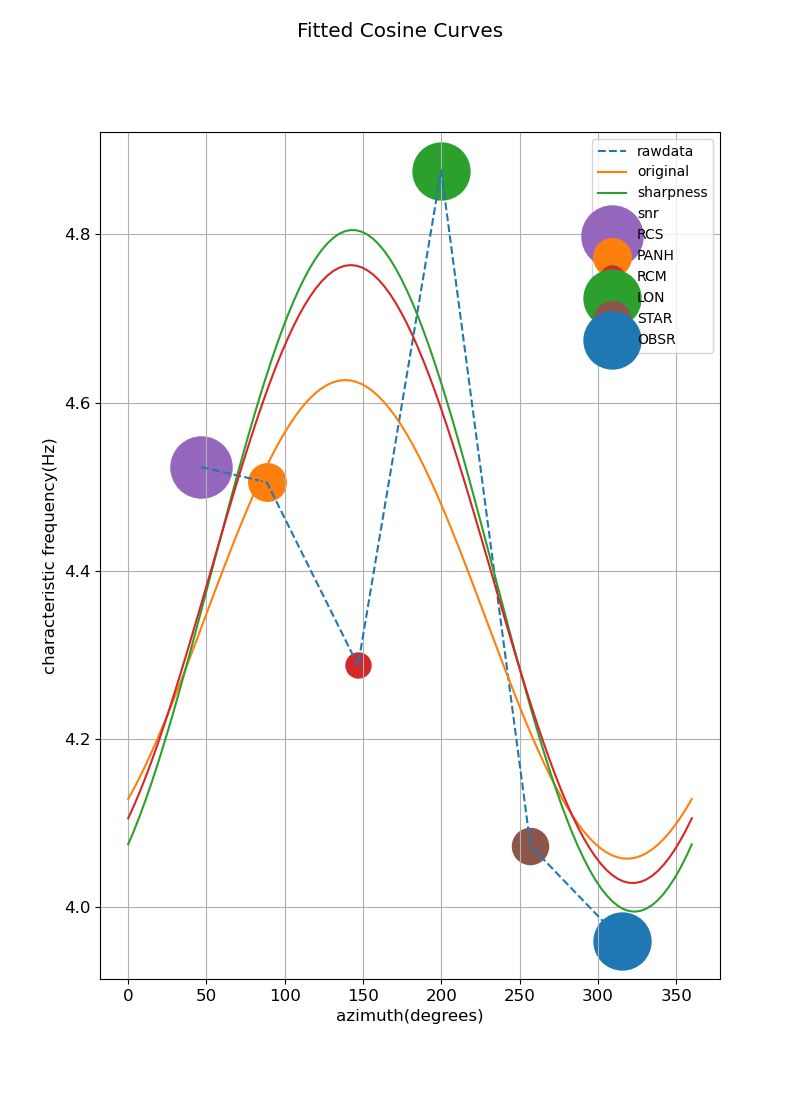 Fitted Cosine Curves
rawdata
original
sharpness
snr
RCS
PANH
RCM
LON
STAR
OBSR
4.8
4.6
4.4
4.2
4.0
characteristic frequency(Hz)
0 50 100 150 200 250 300 350
azimuth(degrees)